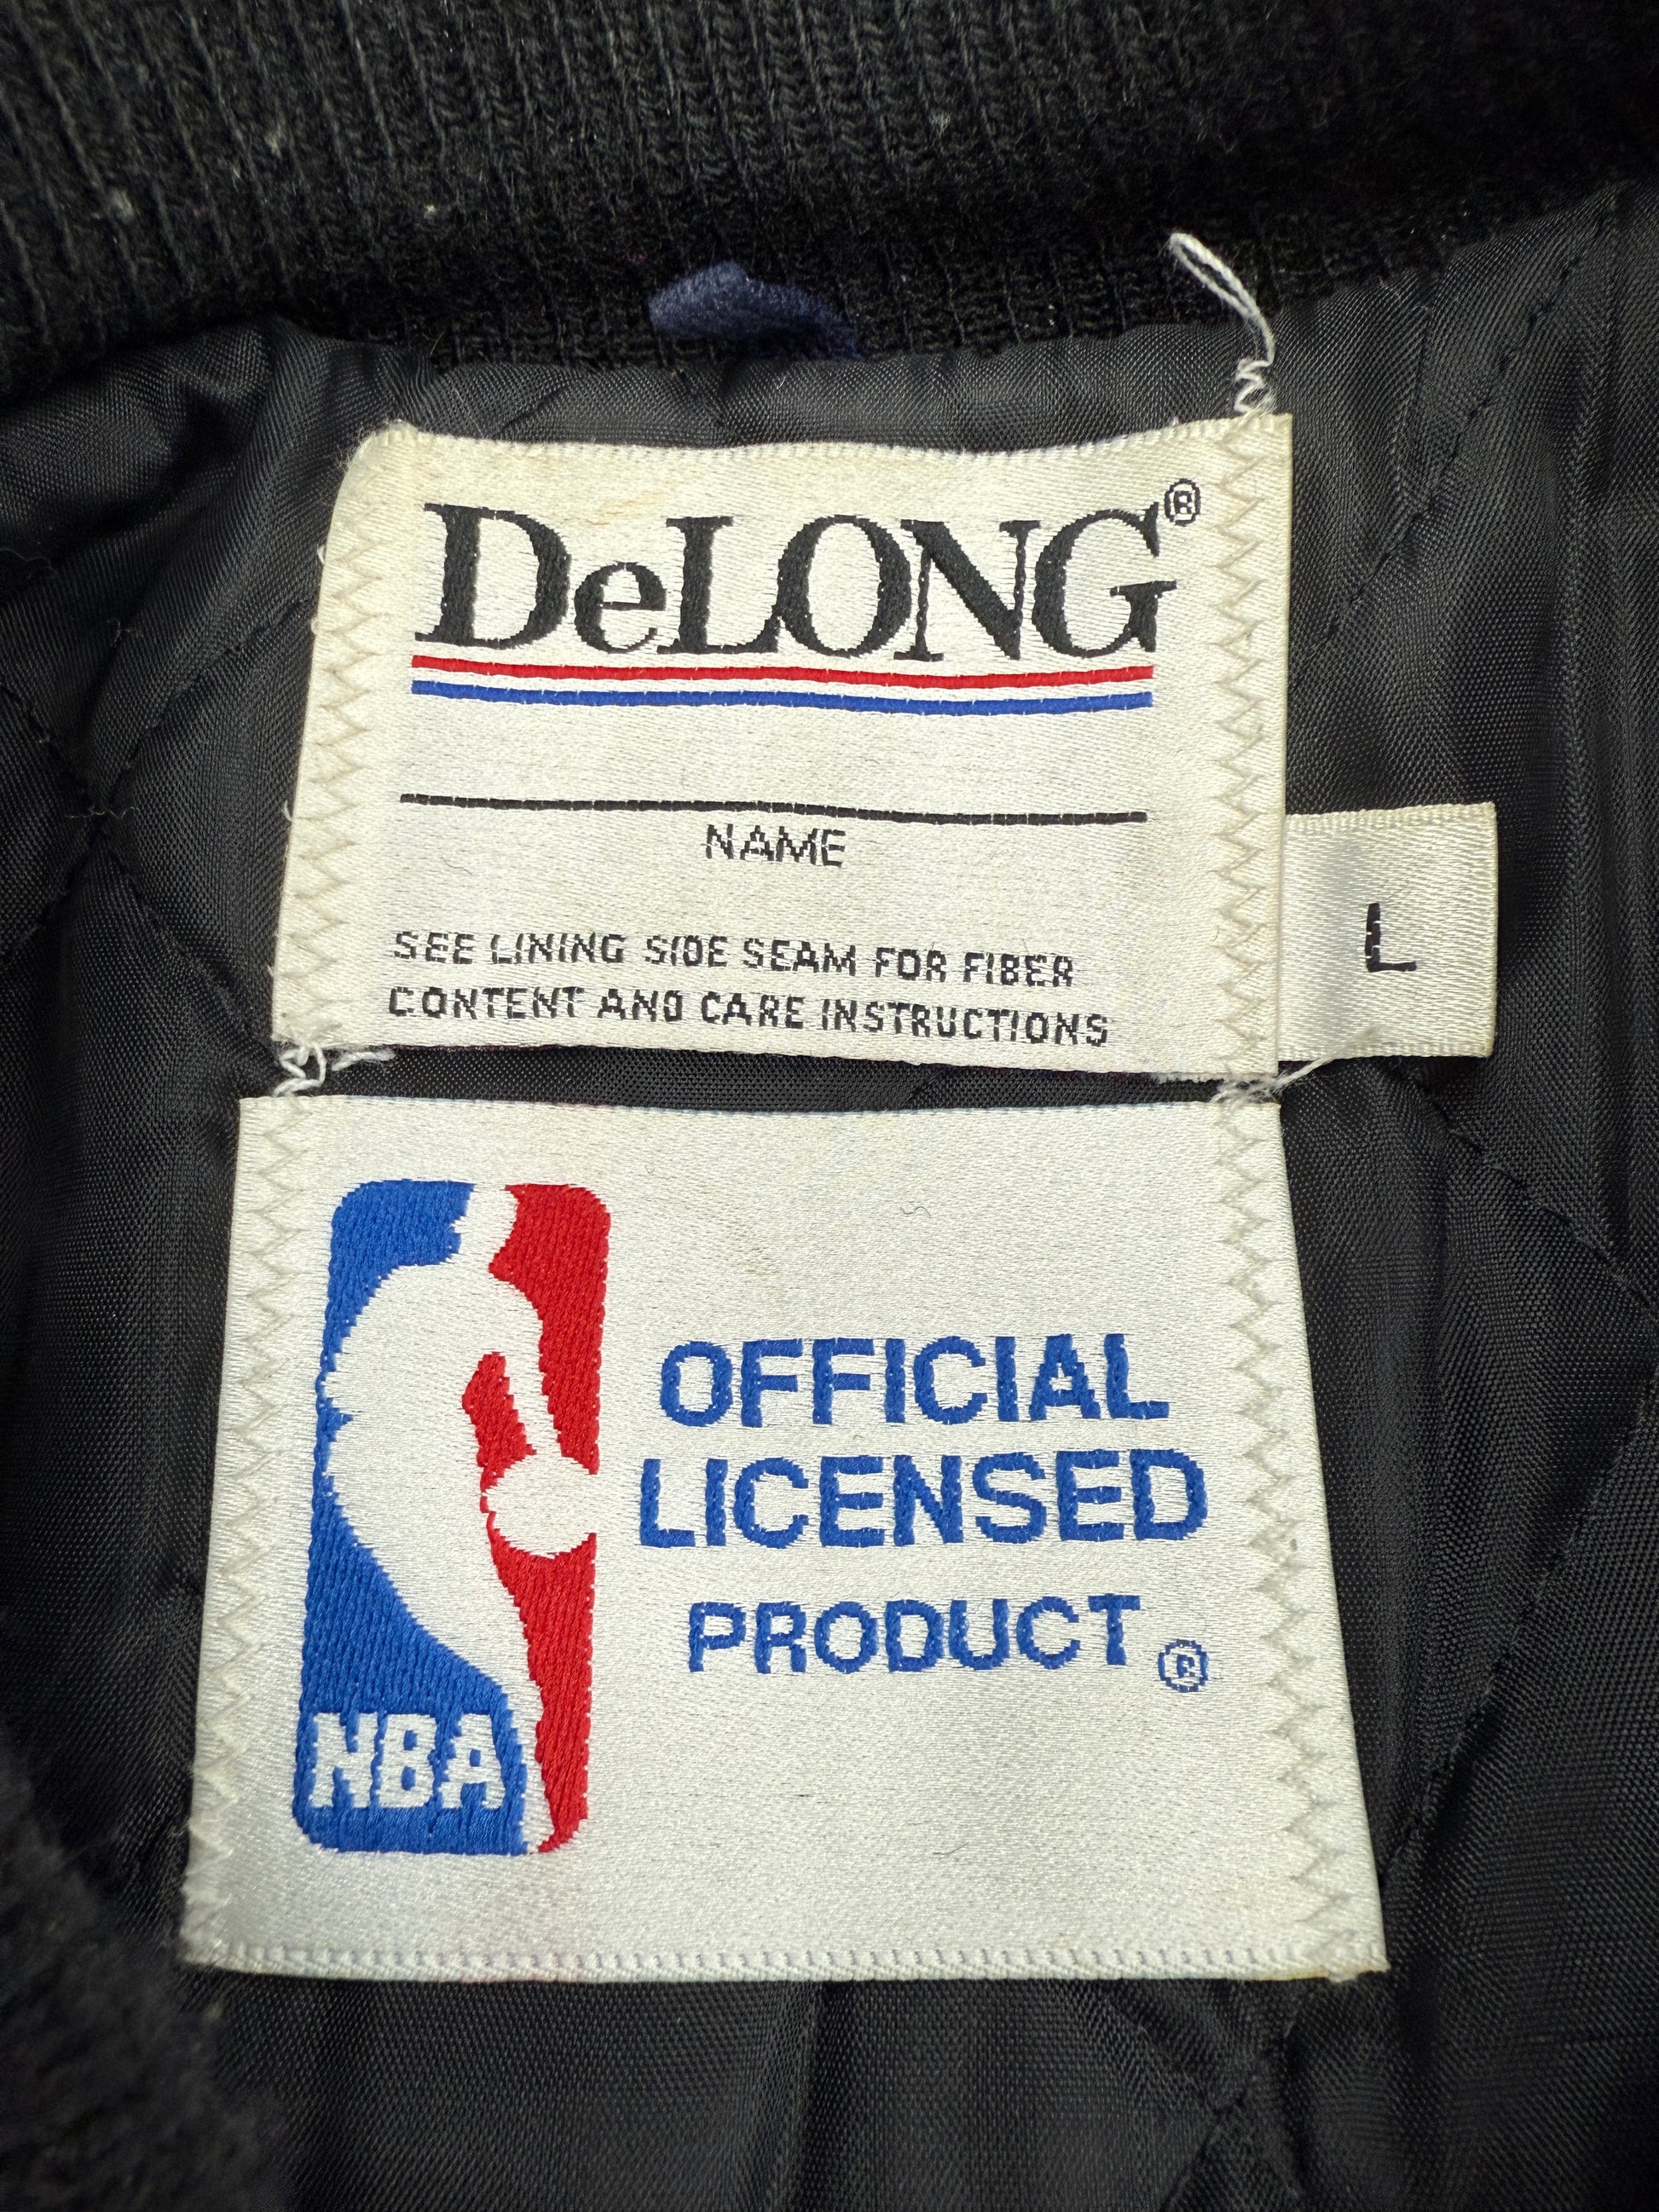 DeLONG®
NAME
SEE LINING SIDE SEAM FOR FIBER
CONTENT AND CARE INSTRUCTIONS
L
OFFICIAL
LICENSED
PRODUCT ®
NBA